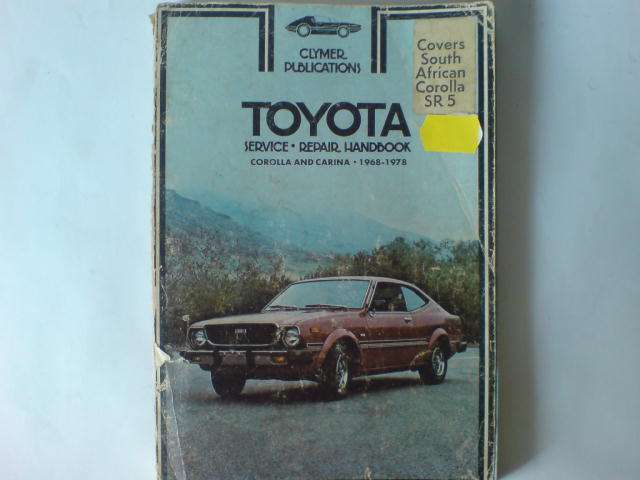 CLYMER
PUBLICATIONS
Covers
South
African
Corolla
SR 5
TOYOTA
SERVICE • REPAIR HANDBOOK
COROLLA AND CARINA • 1968-1978